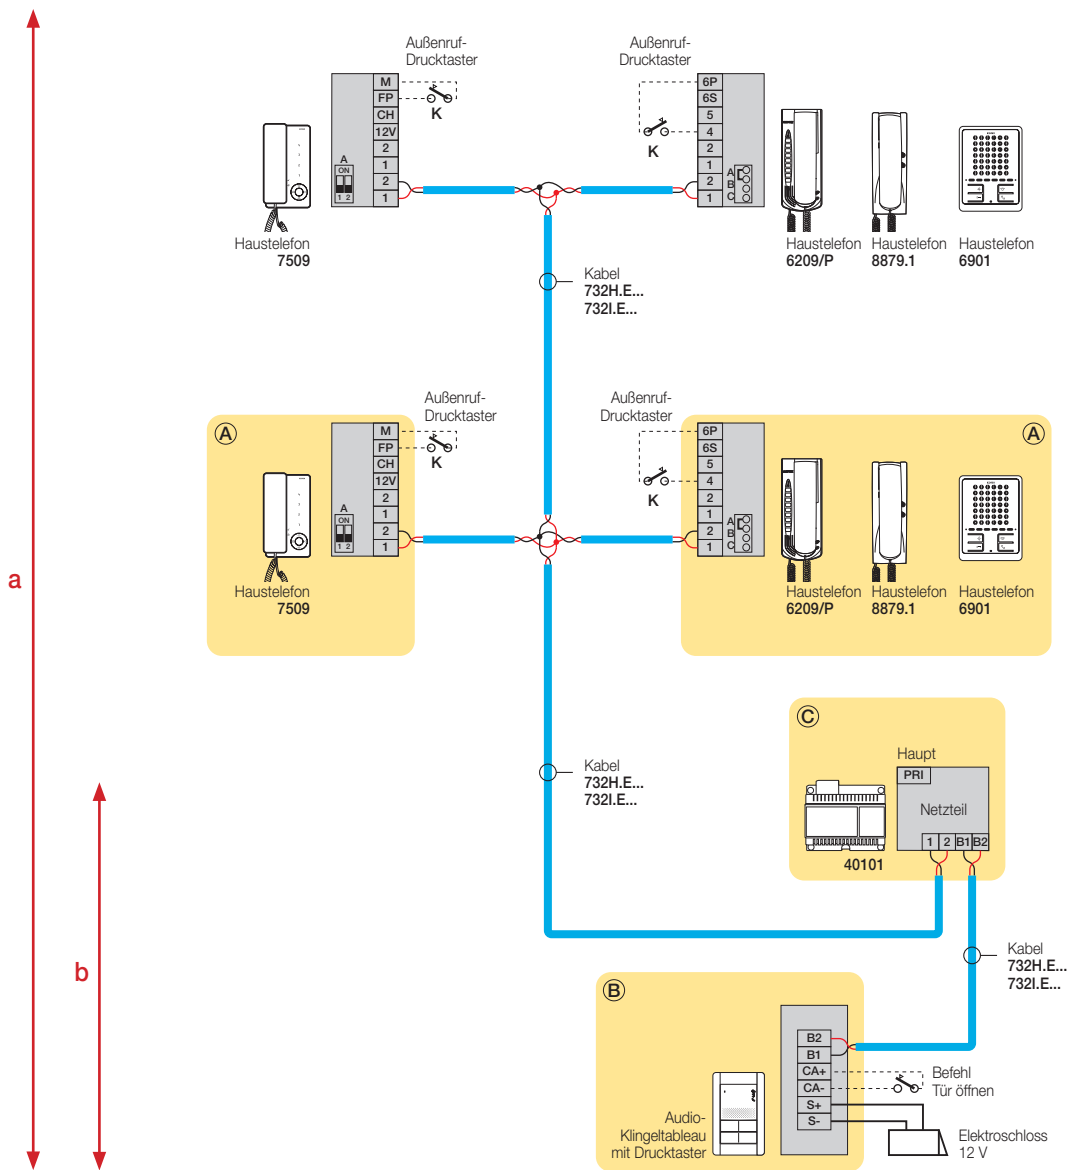 Außenruf-
Drucktaster
M
FP
CH
12V
2
1
2
1
K
A
ON
1 2
Haustelefon
7509
Außenruf-
Drucktaster
6P
6S
5
4
2
1
2
1
K
A
B
C
Haustelefon
6209/P
Haustelefon
8879.1
Haustelefon
6901
Kabel
732H.E...
732I.E...
a
A
Außenruf-
Drucktaster
M
FP
CH
12V
2
1
2
1
K
A
ON
1 2
Haustelefon
7509
Außenruf-
Drucktaster
A
6P
6S
5
4
2
1
2
1
K
A
B
C
Haustelefon
6209/P
Haustelefon
8879.1
Haustelefon
6901
Kabel
732H.E...
732I.E...
C
Haupt
PRI
Netzteil
1 2 B1 B2
40101
b
Kabel
732H.E...
732I.E...
B
B2
B1
CA+
CA-
S+
S-
Befehl
Tür öffnen
Audio-
Klingeltableau
mit Drucktaster
Elektroschloss
12 V